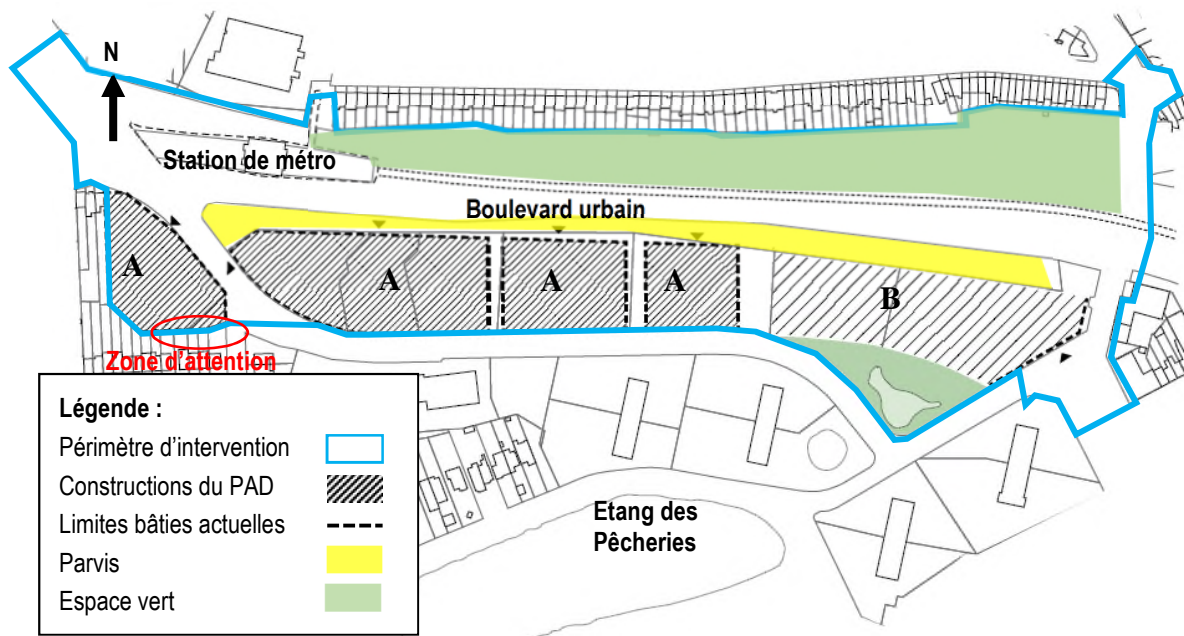 N
Station de métro
Boulevard urbain
A
A
A
A
B
Zone d'attention
Légende :
Périmètre d'intervention
Constructions du PAD
Limites bâties actuelles
Parvis
Espace vert
Etang des
Pêcheries